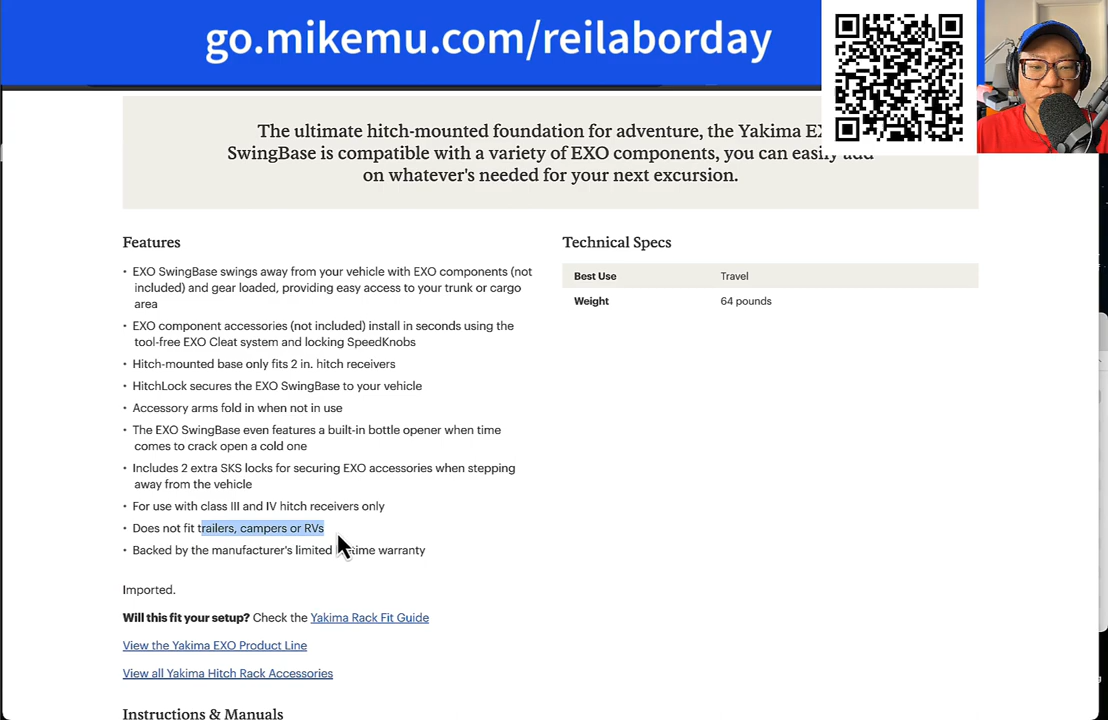 go.mikemu.com/reilaborday
The ultimate hitch-mounted foundation for adventure, the Yakima EX
SwingBase is compatible with a variety of EXO components, you can easily add
on whatever's needed for your next excursion.
Features
• EXO SwingBase swings away from your vehicle with EXO components (not
included) and gear loaded, providing easy access to your trunk or cargo
area
• EXO component accessories (not included) install in seconds using the
tool-free EXO Cleat system and locking SpeedKnobs
• Hitch-mounted base only fits 2 in. hitch receivers
• HitchLock secures the EXO SwingBase to your vehicle
• Accessory arms fold in when not in use
• The EXO SwingBase even features a built-in bottle opener when time
comes to crack open a cold one
• Includes 2 extra SKS locks for securing EXO accessories when stepping
away from the vehicle
• For use with class III and IV hitch receivers only
• Does not fit trailers, campers or RVs
• Backed by the manufacturer's limited lifetime warranty
Imported.
Will this fit your setup? Check the Yakima Rack Fit Guide
View the Yakima EXO Product Line
View all Yakima Hitch Rack Accessories
Instructions & Manuals
Technical Specs
Best Use Travel
Weight 64 pounds